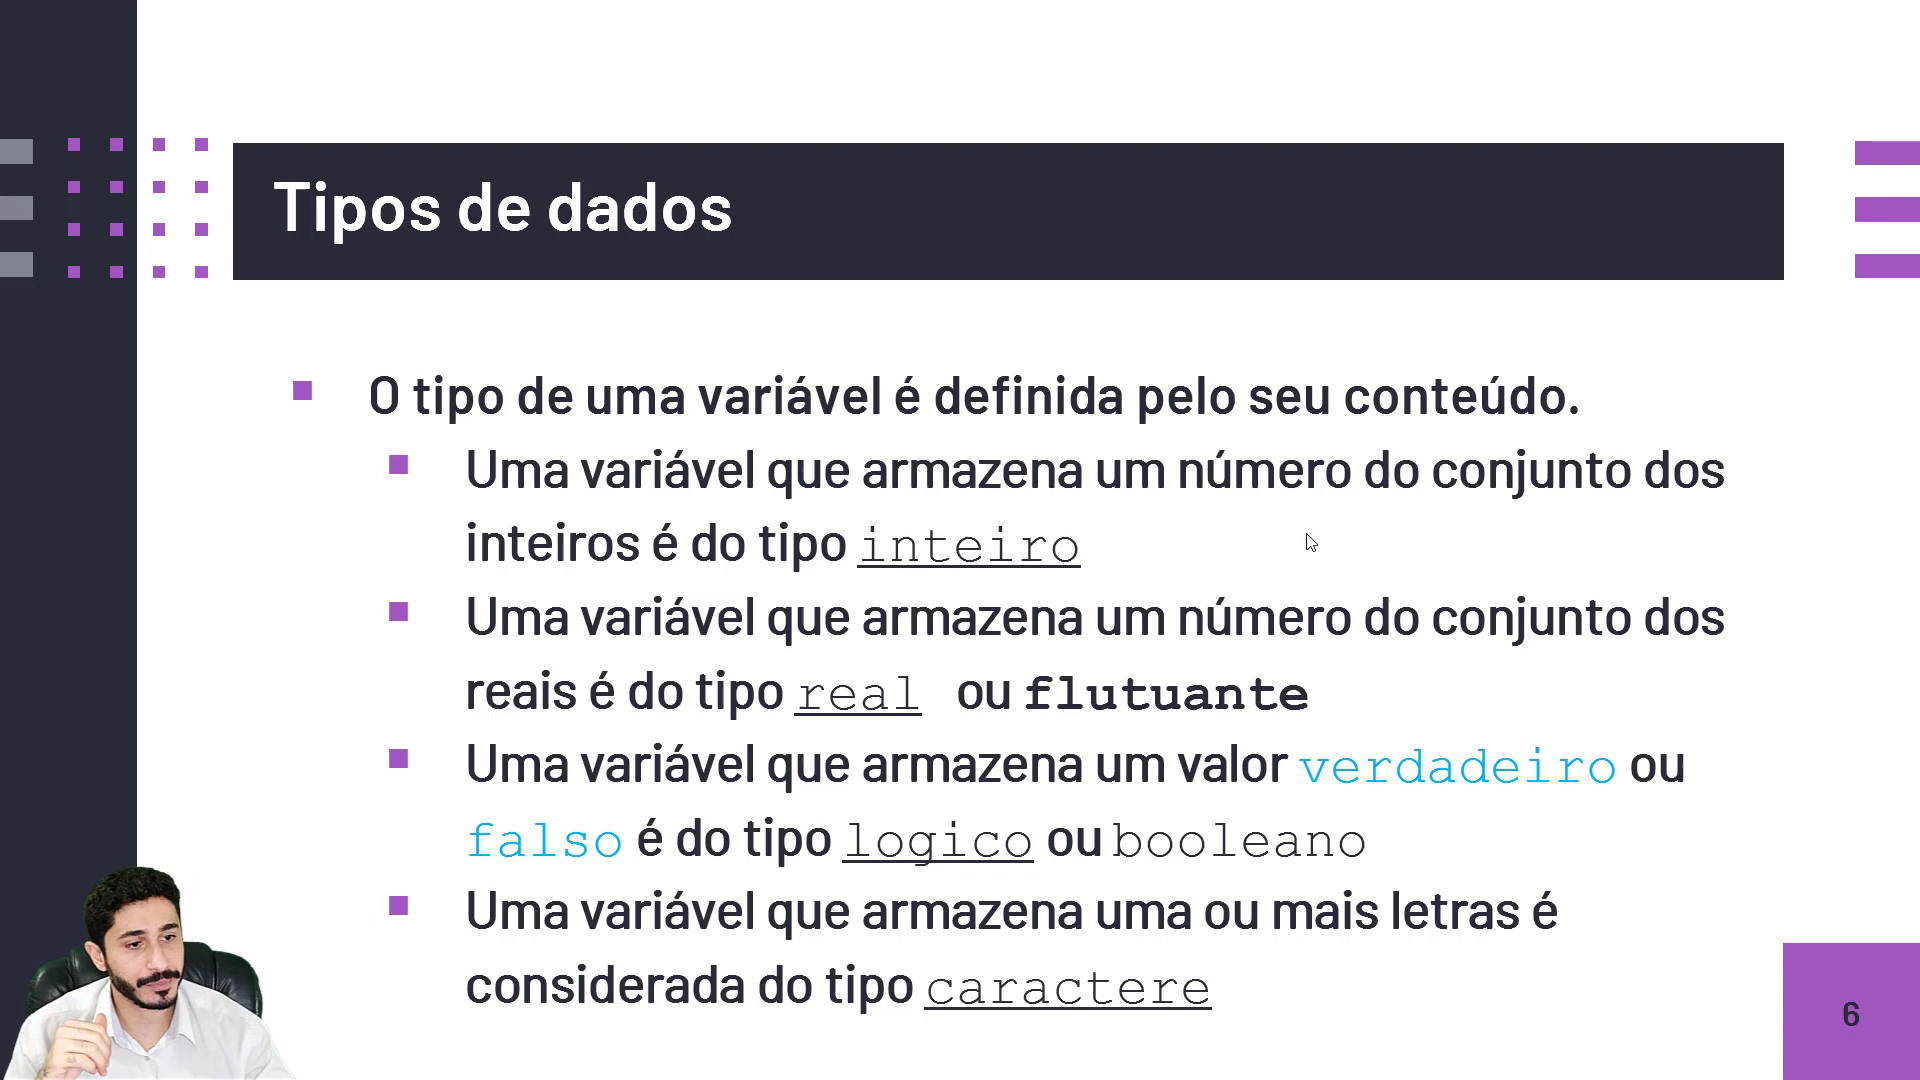 Tipos de dados
O tipo de uma variável é definida pelo seu conteúdo.
Uma variável que armazena um número do conjunto dos
inteiros é do tipo inteiro
Uma variável que armazena um número do conjunto dos
reais é do tipo real ou flutuante
Uma variável que armazena um valor verdadeiro ou
falso é do tipo logico ou booleano
Uma variável que armazena uma ou mais letras é
considerada do tipo caractere
6